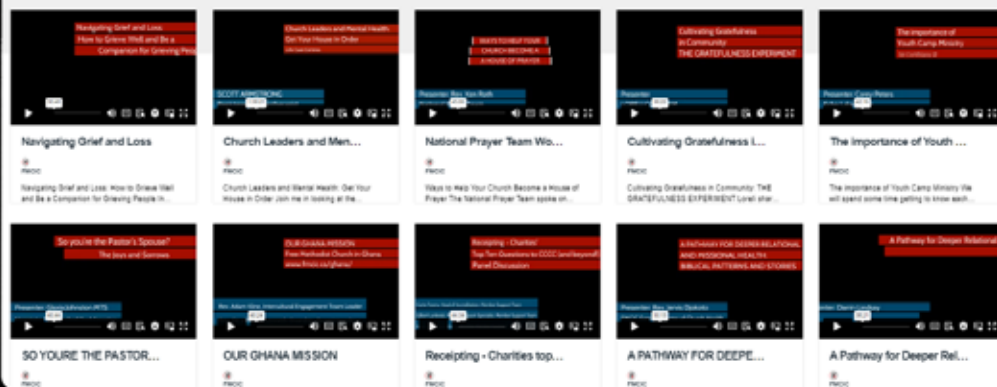 Navigating Grief and Loss
How to Grieve Well and Be a
Companion for Grieving Peop
Church Leaders and Mental Health:
Get Your House in Order
SCOTT ARMSTRONG
WAYS TO HELP YOUR
CHURCH BECOME A
A HOUSE OF PRAYER
Presenter: Rev. Ken Roth
Cultivating Gratefulness
in Community:
THE GRATEFULNESS EXPERIMENT
Presenter:
The importance of
Youth Camp Ministry
Presenter: Casey Peters
Navigating Grief and Loss
Church Leaders and Men...
National Prayer Team Wo...
Cultivating Gratefulness i...
The importance of Youth ...
FMCIC
FMCIC
FMCIC
FMCIC
FMCIC
Navigating Grief and Loss: How to Grieve Well
and Be a Companion for Grieving People In...
Church Leaders and Mental Health: Get Your
House in Order Join me in looking at the...
Ways to Help Your Church Become a House of
Prayer The National Prayer Team spoke on...
Cultivating Gratefulness in Community: THE
GRATEFULNESS EXPERIMENT Lorell shar...
The importance of Youth Camp Ministry We
will spend some time getting to know each...
So you're the Pastor's Spouse?
The Joys and Sorrows
OUR GHANA MISSION
Free Methodist Church in Ghana
www.fmcic.ca/ghana/
Intercultural Engagement Team Leader
Receipting - Charities'
Top Ten Questions to CCCC (and beyond!)
Panel Discussion
A PATHWAY FOR DEEPER RELATIONAL
AND MISSIONAL HEALTH:
BIBLICAL PATTERNS AND STORIES
A Pathway for Deeper Relational
SO YOURE THE PASTOR...
OUR GHANA MISSION
Receipting - Charities top...
A PATHWAY FOR DEEPE...
A Pathway for Deeper Rel...
FMCIC
FMCIC
FMCIC
FMCIC
FMCIC